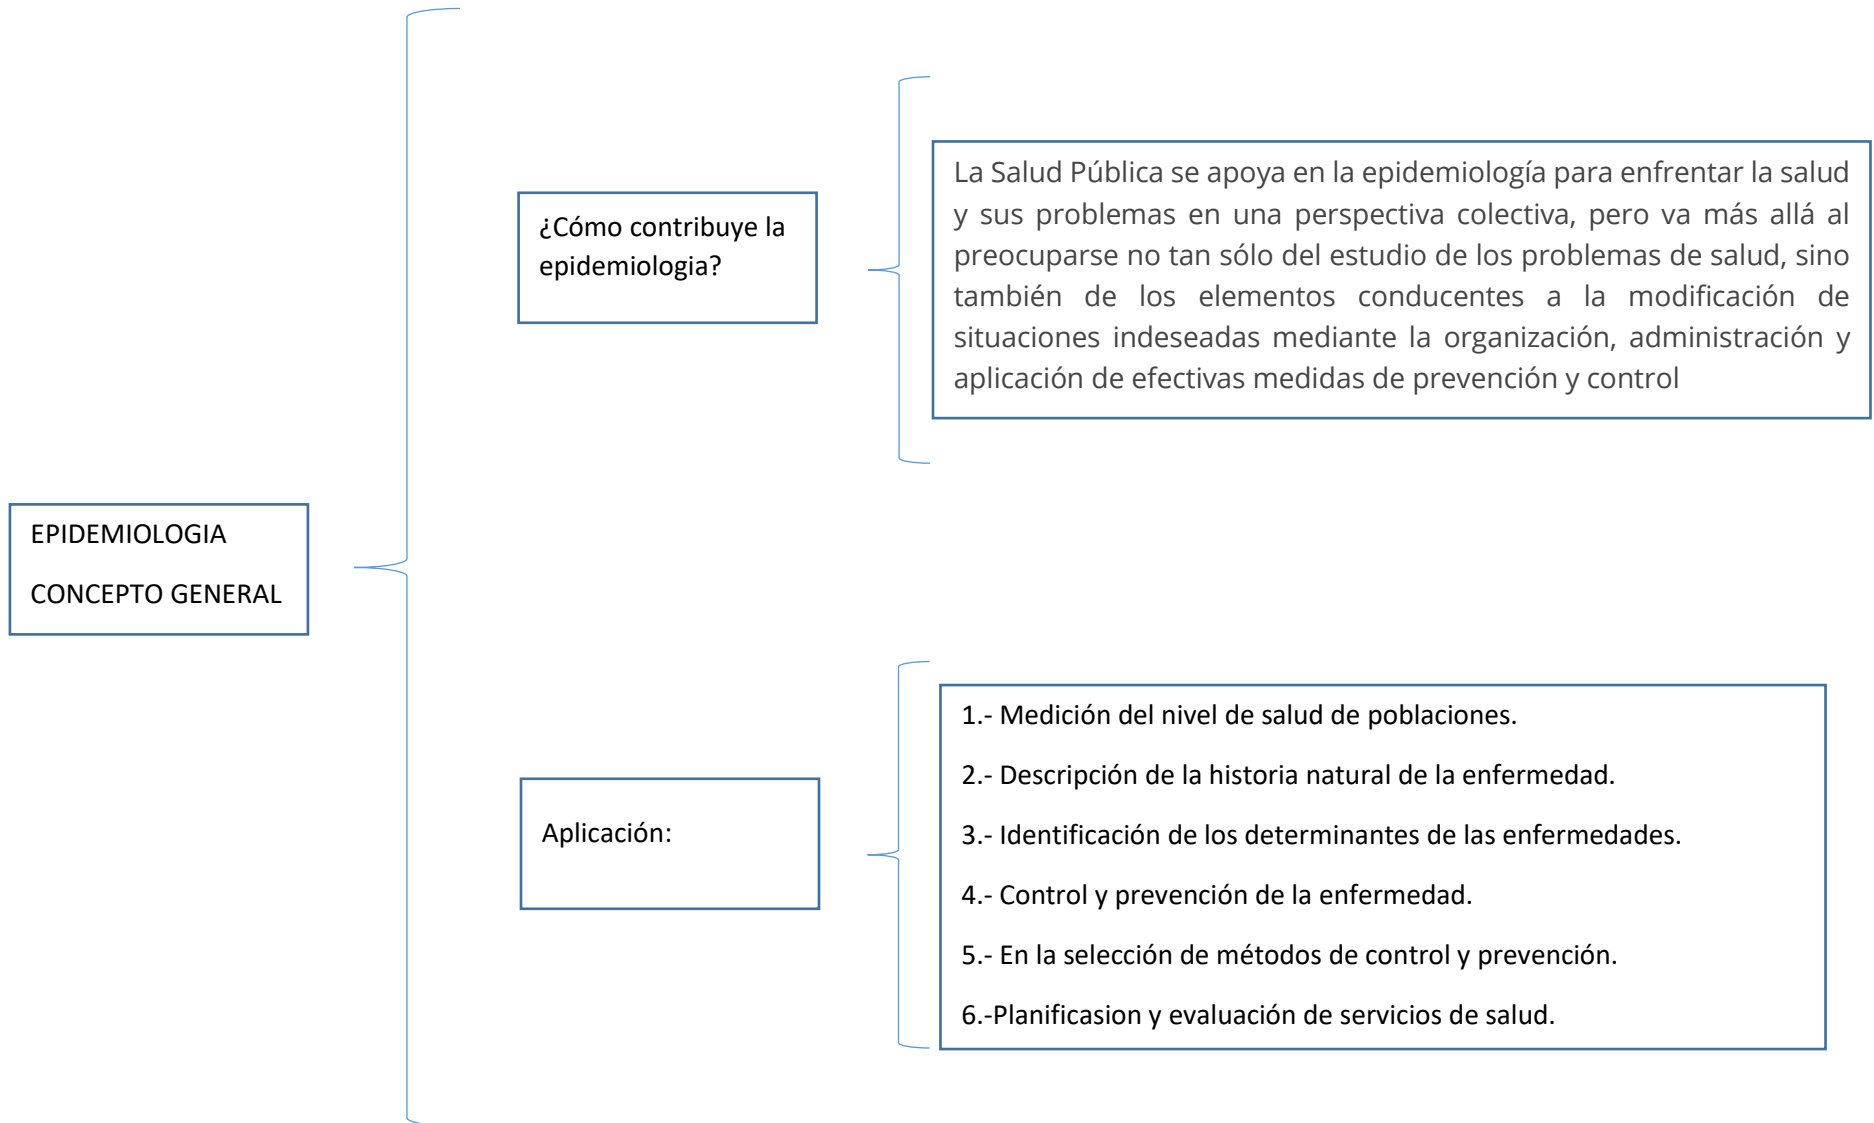 ¿Cómo contribuye la
epidemiologia?
La Salud Pública se apoya en la epidemiología para enfrentar la salud
y sus problemas en una perspectiva colectiva, pero va más allá al
preocuparse no tan sólo del estudio de los problemas de salud, sino
también de los elementos conducentes a la modificación de
situaciones indeseadas mediante la organización, administración y
aplicación de efectivas medidas de prevención y control
EPIDEMIOLOGIA
CONCEPTO GENERAL
Aplicación:
1.- Medición del nivel de salud de poblaciones.
2.- Descripción de la historia natural de la enfermedad.
3.- Identificación de los determinantes de las enfermedades.
4.- Control y prevención de la enfermedad.
5.- En la selección de métodos de control y prevención.
6.-Planificasion y evaluación de servicios de salud.